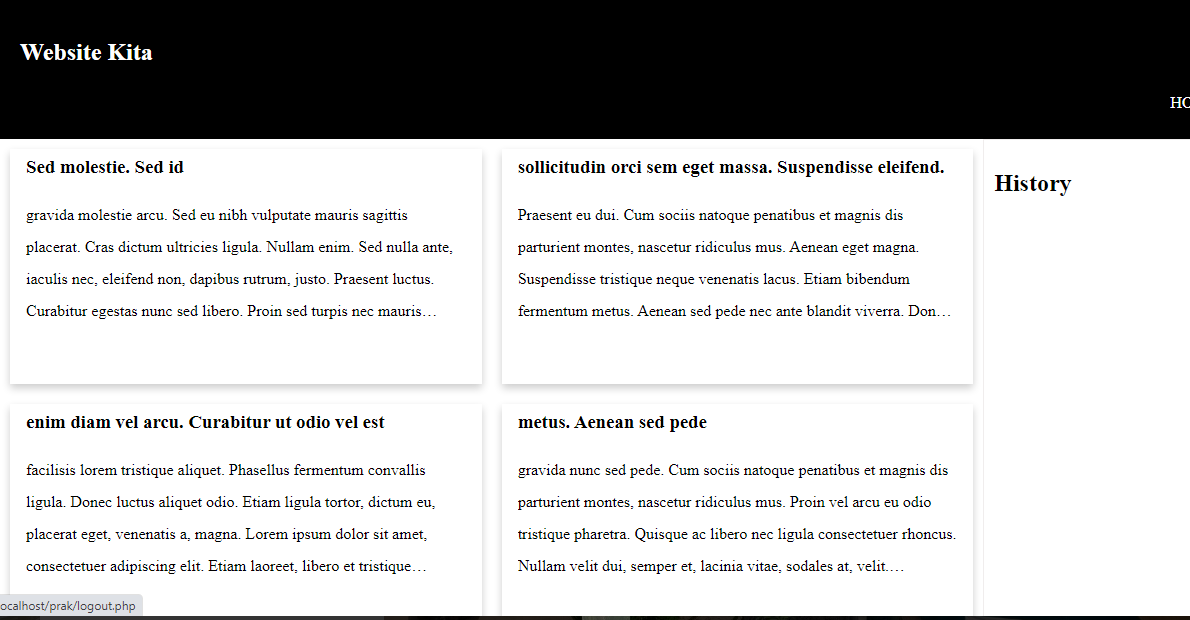 Website Kita
HO
Sed molestie. Sed id
gravida molestie arcu. Sed eu nibh vulputate mauris sagittis
placerat. Cras dictum ultricies ligula. Nullam enim. Sed nulla ante,
iaculis nec, eleifend non, dapibus rutrum, justo. Praesent luctus.
Curabitur egestas nunc sed libero. Proin sed turpis nec mauris…
sollicitudin orci sem eget massa. Suspendisse eleifend.
Praesent eu dui. Cum sociis natoque penatibus et magnis dis
parturient montes, nascetur ridiculus mus. Aenean eget magna.
Suspendisse tristique neque venenatis lacus. Etiam bibendum
fermentum metus. Aenean sed pede nec ante blandit viverra. Don…
History
enim diam vel arcu. Curabitur ut odio vel est
facilisis lorem tristique aliquet. Phasellus fermentum convallis
ligula. Donec luctus aliquet odio. Etiam ligula tortor, dictum eu,
placerat eget, venenatis a, magna. Lorem ipsum dolor sit amet,
consectetuer adipiscing elit. Etiam laoreet, libero et tristique…
metus. Aenean sed pede
gravida nunc sed pede. Cum sociis natoque penatibus et magnis dis
parturient montes, nascetur ridiculus mus. Proin vel arcu eu odio
tristique pharetra. Quisque ac libero nec ligula consectetuer rhoncus.
Nullam velit dui, semper et, lacinia vitae, sodales at, velit.…
ocalhost/prak/logout.php